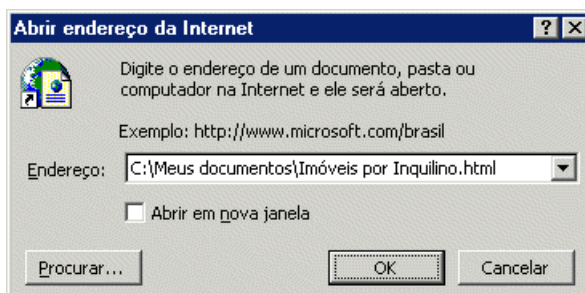 Abrir endereço da Internet
Digite o endereço de um documento, pasta ou
computador na Internet e ele será aberto.
Exemplo: http://www.microsoft.com/brasil
Endereço: C:\Meus documentos\Imóveis por Inquilino.html
Abrir em nova janela
Procurar... OK Cancelar